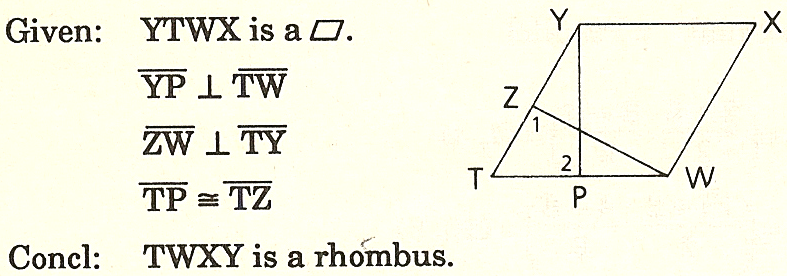 Given: YTWX is a ▱.
YP ⊥ TW
ZW ⊥ TY
TP ≅ TZ
Concl: TWXY is a rhombus.
Y X
Z
1
2
T P W